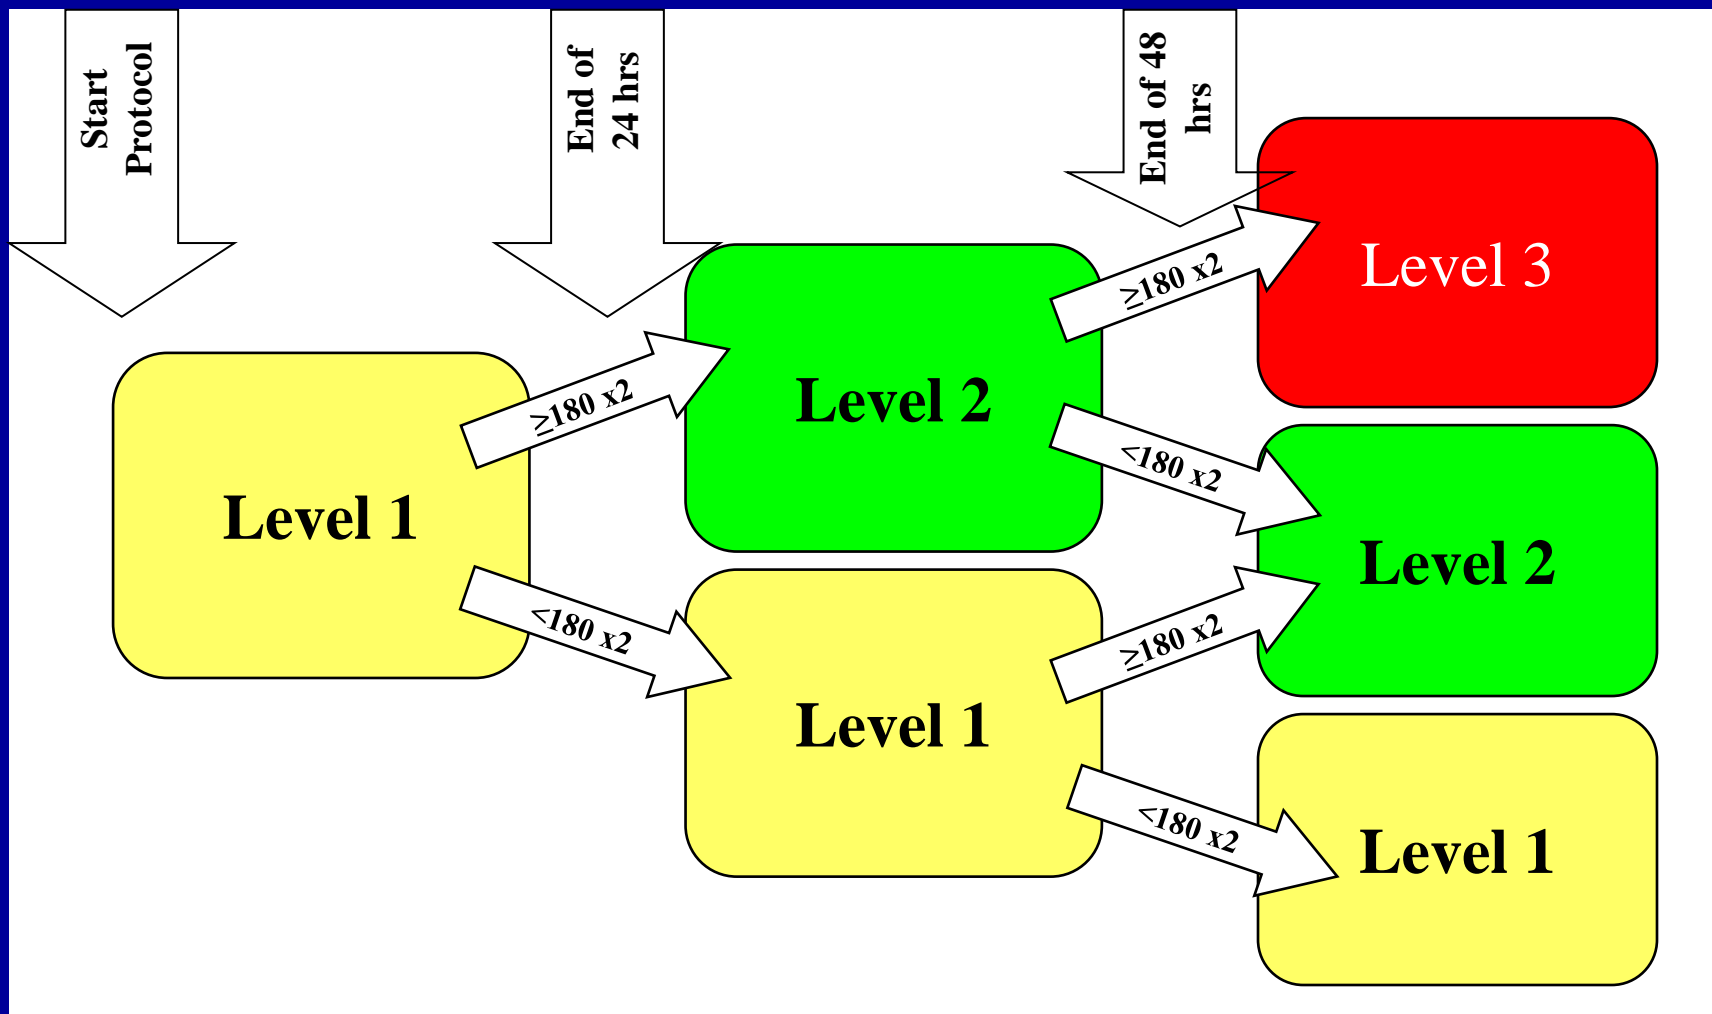 Start
Protocol
End of
24 hrs
End of 48
hrs
Level 1
≥180 x2
<180 x2
Level 2
Level 1
≥180 x2
<180 x2
≥180 x2
<180 x2
Level 3
Level 2
Level 1